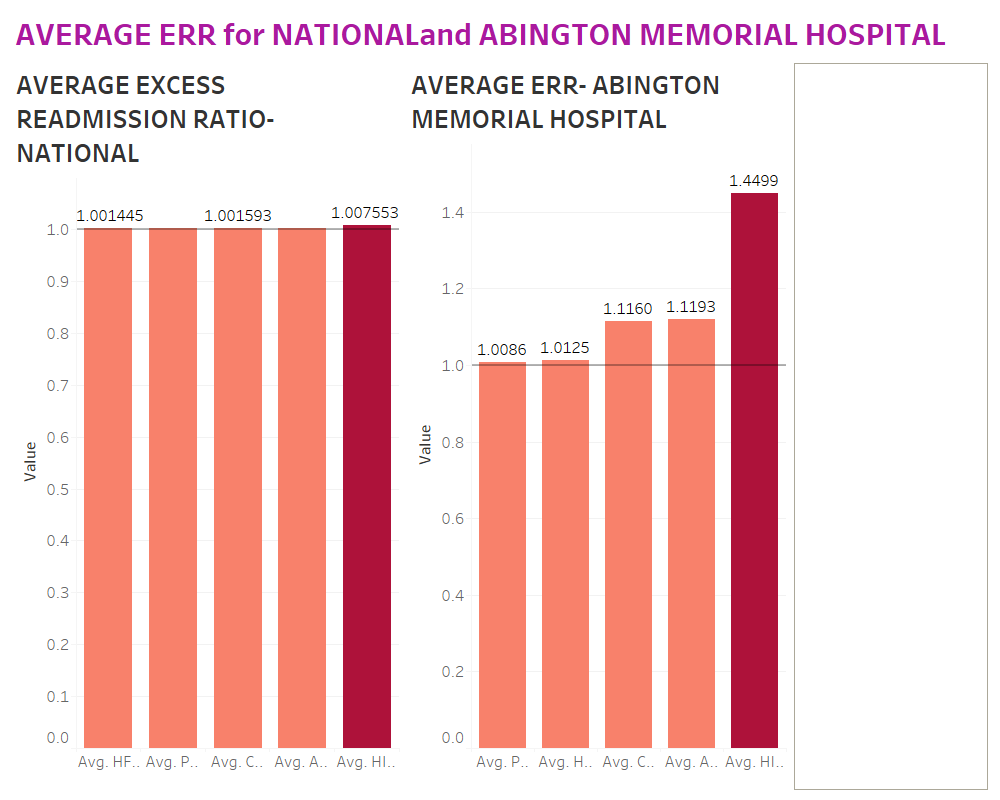 AVERAGE ERR for NATIONALand ABINGTON MEMORIAL HOSPITAL
AVERAGE EXCESS
READMISSION RATIO-
NATIONAL
1.001445
1.001593
1.007553
1.0
0.9
0.8
0.7
0.6
0.5
0.4
0.3
0.2
0.1
0.0
Value
Avg. HF.. Avg. P.. Avg. C.. Avg. A.. Avg. HI..
AVERAGE ERR- ABINGTON
MEMORIAL HOSPITAL
1.0086
1.0125
1.1160
1.1193
1.4499
1.4
1.2
1.0
0.8
0.6
0.4
0.2
0.0
Value
Avg. P.. Avg. H.. Avg. C.. Avg. A.. Avg. HI..